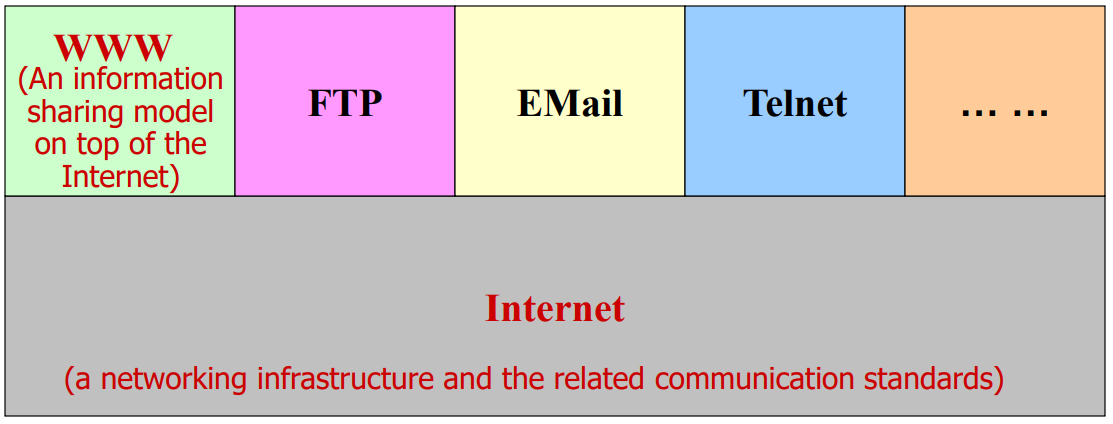 WWW
(An information
sharing model
on top of the
Internet)
FTP
EMail
Telnet
... ...
Internet
(a networking infrastructure and the related communication standards)